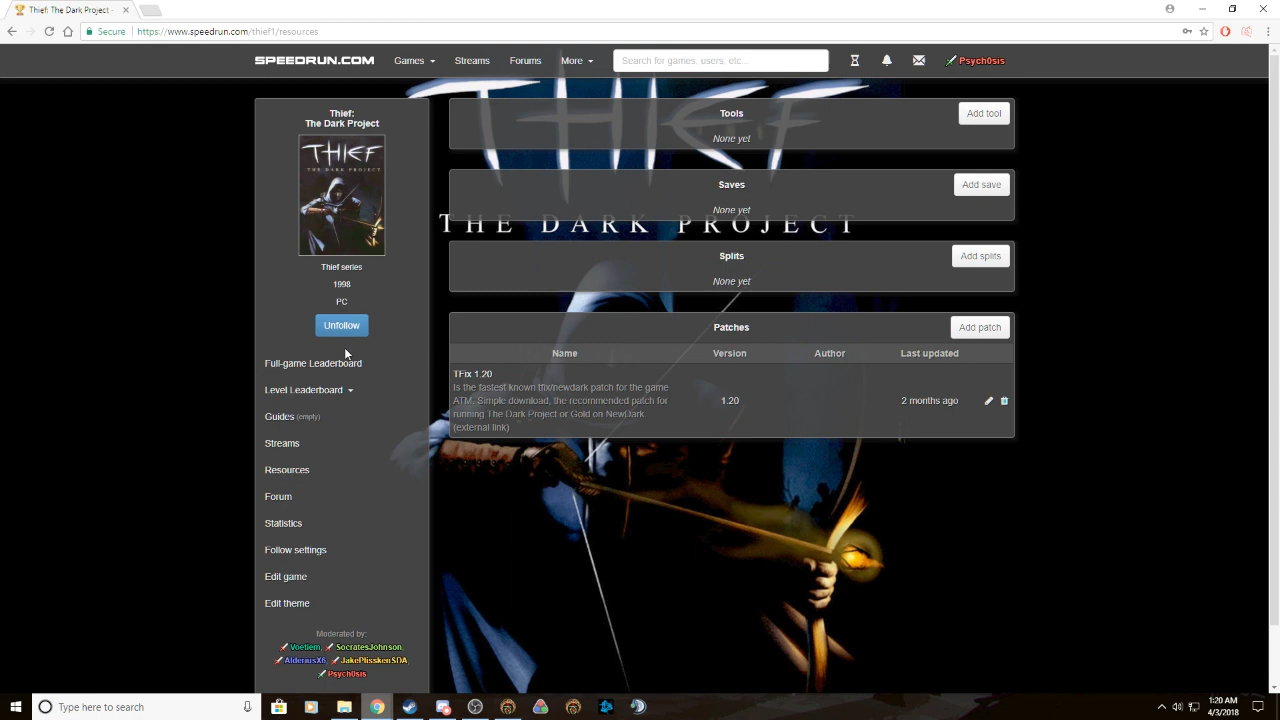 Thief: The Dark Project -
Secure
https://www.speedrun.com/thief1/resources
SPEEDRUN.COM
Games
Streams
Forums
More
Search for games, users, etc...
Psych0sis
Thief:
The Dark Project
THIEF
THE DARK PROJECT
Thief series
1998
PC
Unfollow
Full-game Leaderboard
Level Leaderboard
Guides (empty)
Streams
Resources
Forum
Statistics
Follow settings
Edit game
Edit theme
Moderated by:
Voetiem, SocratesJohnson,
AlderiusX6, JakePlisskenSDA,
Psych0sis
THIEF
THE DARK PROJECT
Tools
Add tool
None yet
Saves
Add save
None yet
Splits
Add splits
None yet
Patches
Add patch
Name Version Author Last updated
TFix 1.20
Is the fastest known tfix/newdark patch for the game
ATM. Simple download, the recommended patch for
running The Dark Project or Gold on NewDark
(external link)
1.20
2 months ago
Type here to search
1:20 AM
4/3/2018